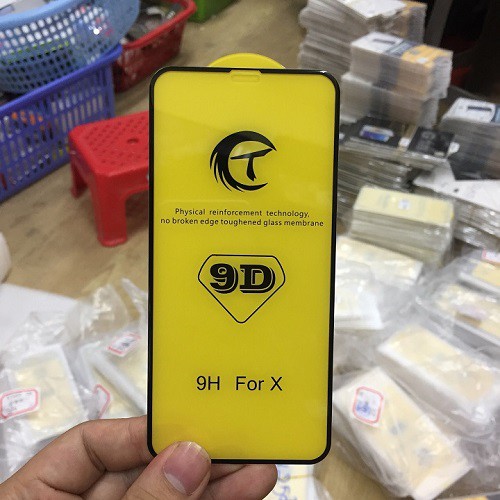 T
Physical reinforcement technology,
no broken edge toughened glass membrane
9D
9H For X